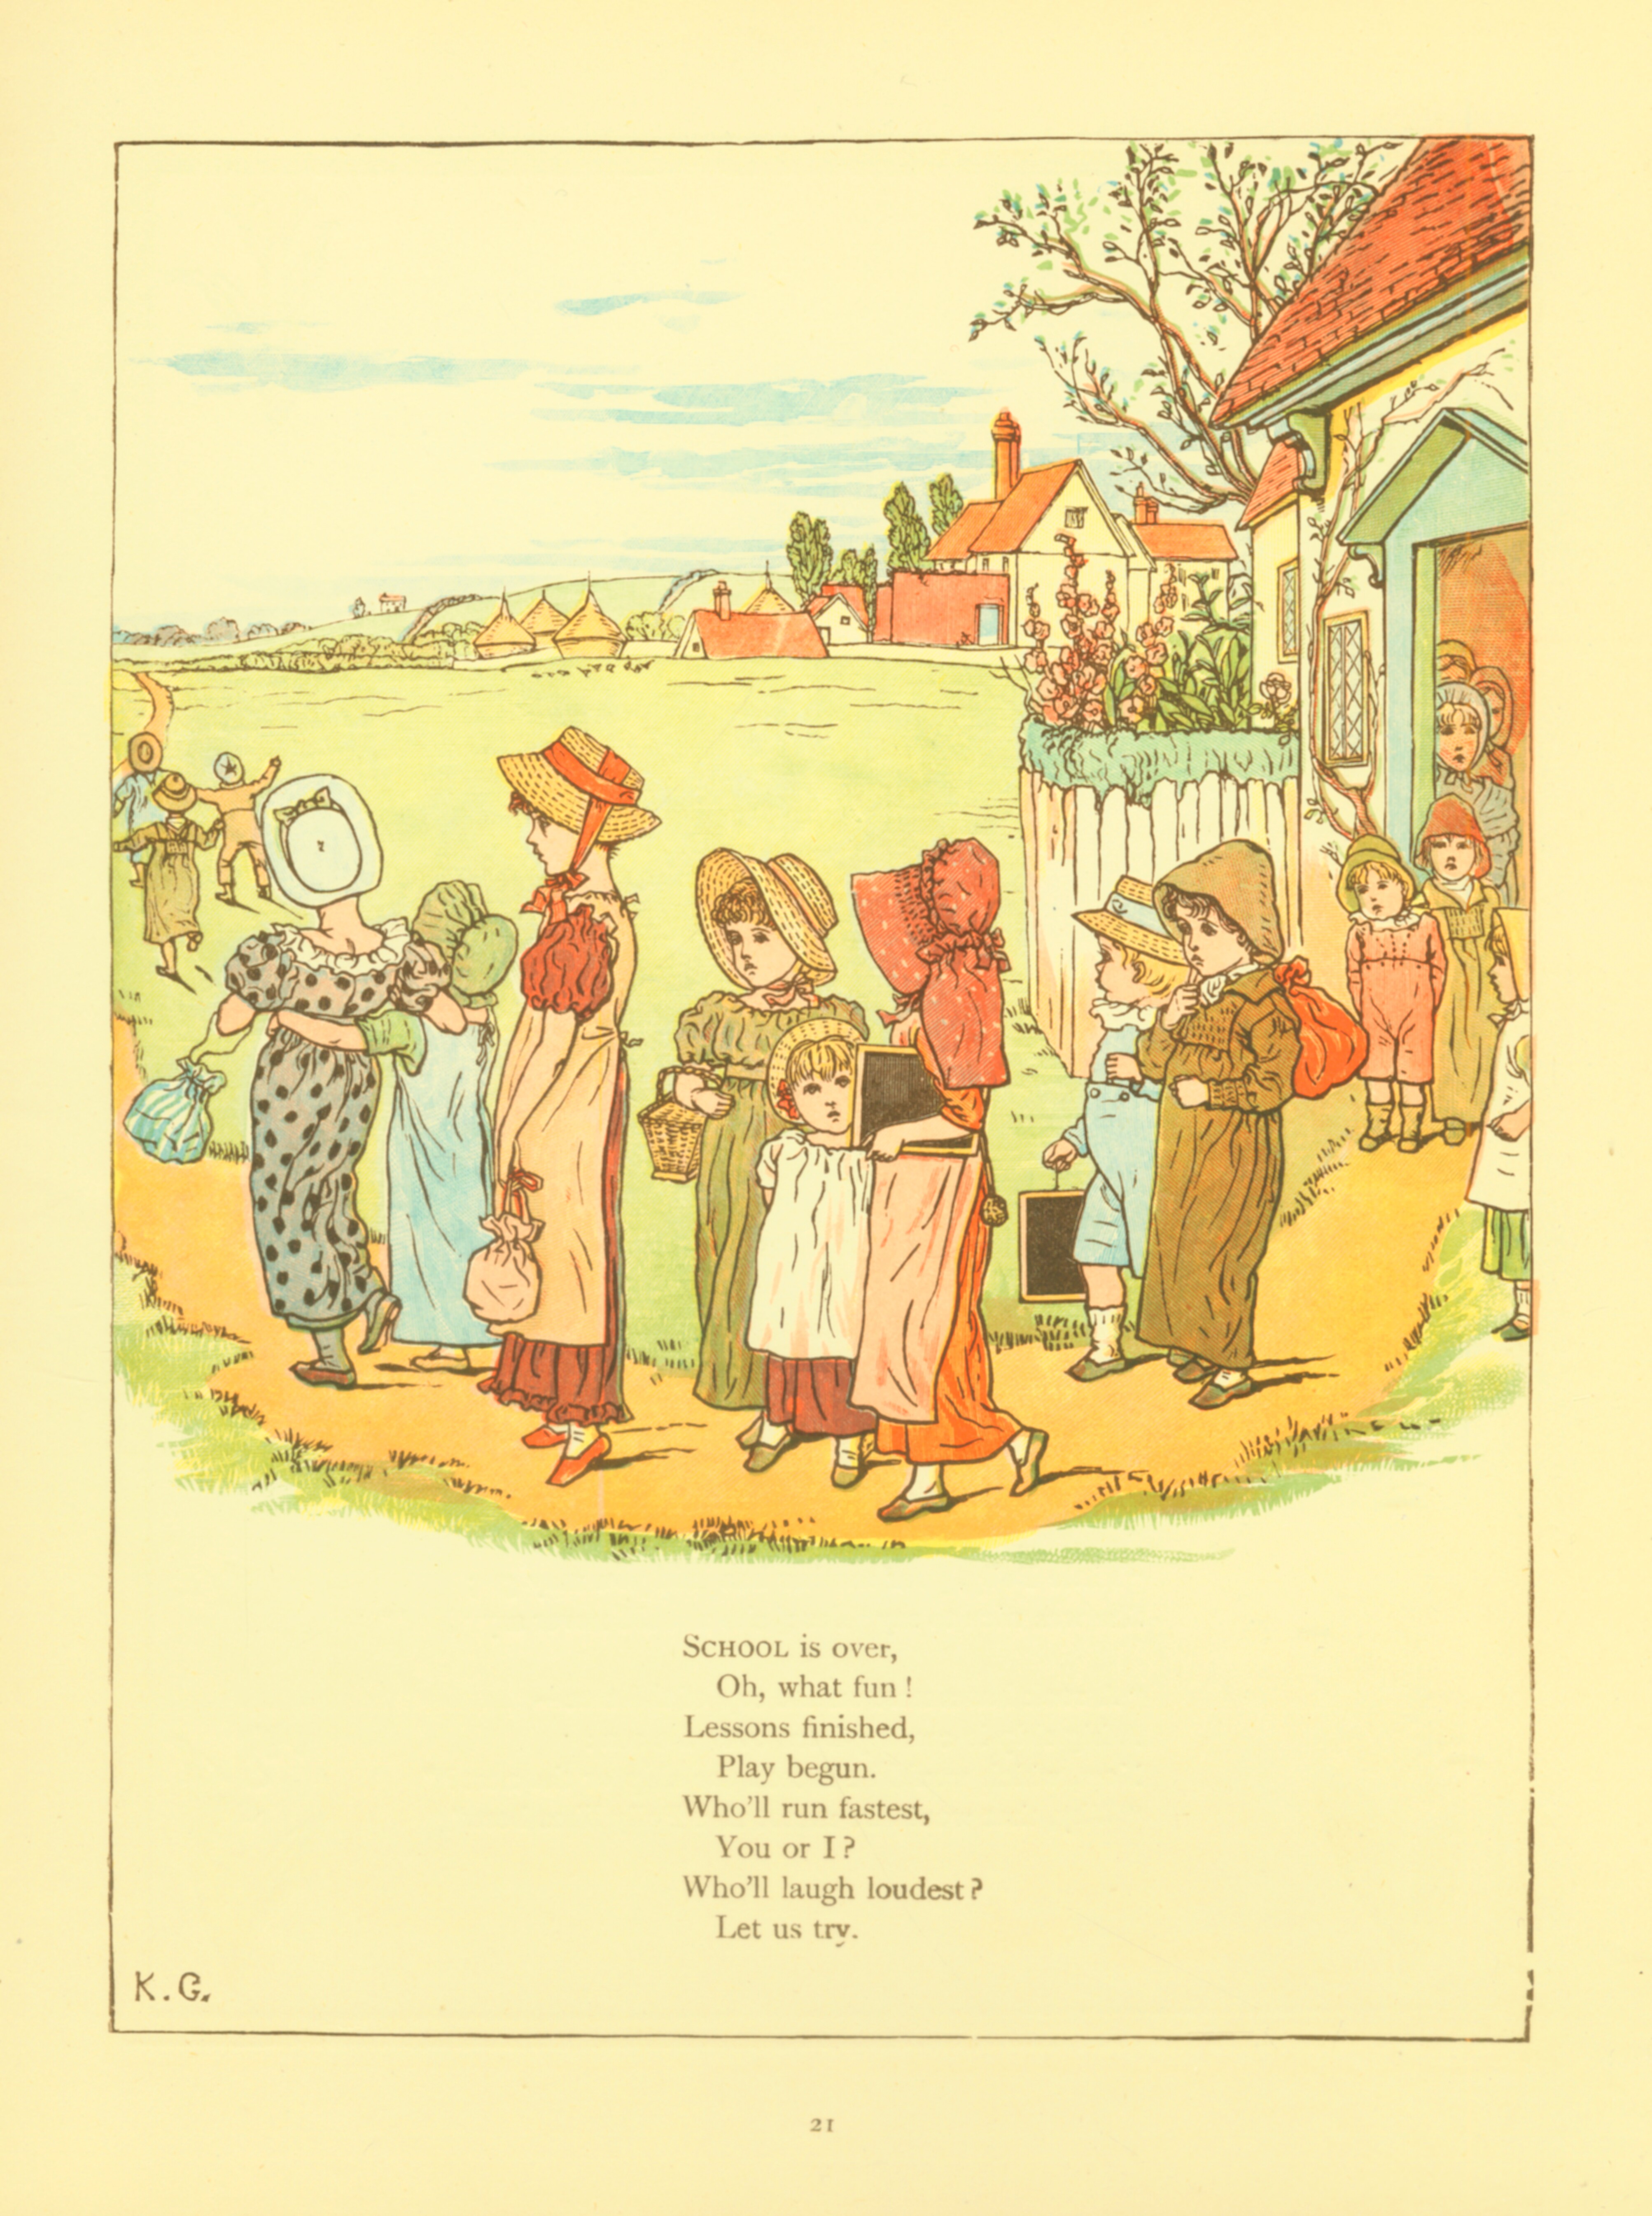 SCHOOL is over,
Oh, what fun !
Lessons finished,
Play begun.
Who'll run fastest,
You or I ?
Who'll laugh loudest ?
Let us try.
K. G.
21